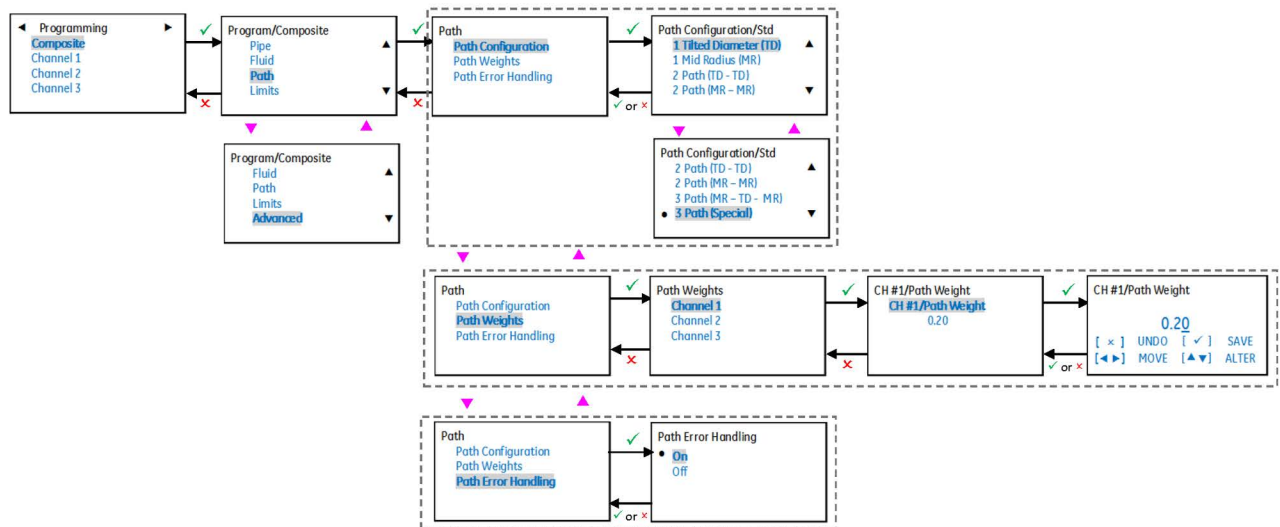 ◄ Programming ►
Composite
Channel 1
Channel 2
Channel 3
✓
×
Program/Composite
Pipe ▲
Fluid
Path
Limits ▼
✓
×
Path
Path Configuration
Path Weights
Path Error Handling
✓
✓ or ×
Path Configuration/Std
1 Tilted Diameter (TD) ▲
1 Mid Radius (MR)
2 Path (TD - TD)
2 Path (MR – MR) ▼
▼ ▲
▼ ▲
Program/Composite
Fluid ▲
Path
Limits
Advanced ▼
Path Configuration/Std
2 Path (TD - TD) ▲
2 Path (MR – MR)
3 Path (MR – TD - MR)
• 3 Path (Special) ▼
▼ ▲
Path
Path Configuration
Path Weights
Path Error Handling
✓
×
Path Weights
Channel 1
Channel 2
Channel 3
✓
×
CH #1/Path Weight
CH #1/Path Weight
0.20
✓
✓ or ×
CH #1/Path Weight
0.20
[ × ] UNDO [ ✓ ] SAVE
[◄ ►] MOVE [▲ ▼] ALTER
▼ ▲
Path
Path Configuration
Path Weights
Path Error Handling
✓
✓ or ×
Path Error Handling
• On
Off